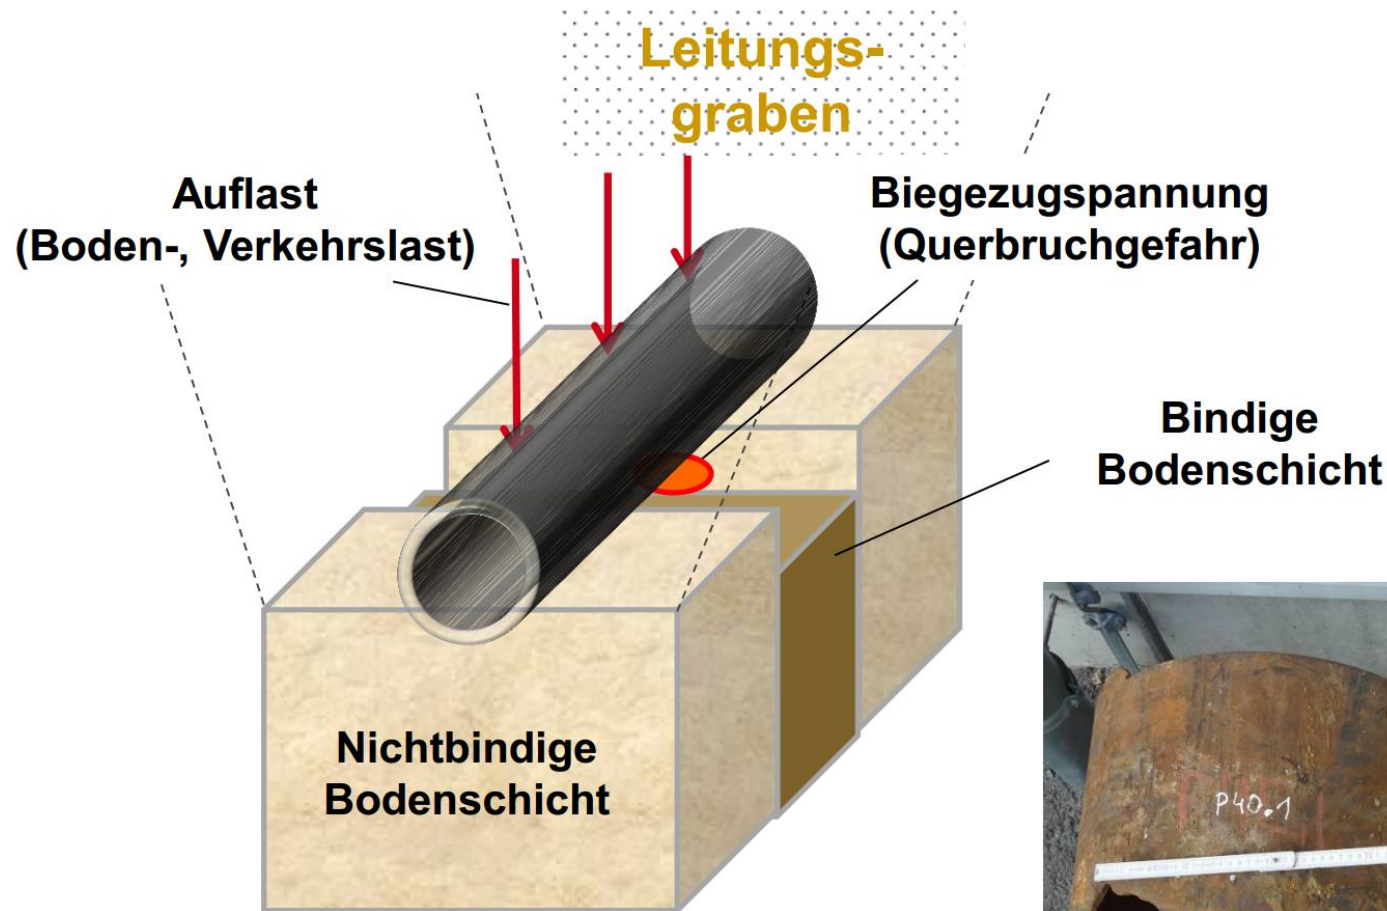 Leitungs-
graben
Auflast
(Boden-, Verkehrslast)
Biegezugspannung
(Querbruchgefahr)
Bindige
Bodenschicht
Nichtbindige
Bodenschicht
P40.1